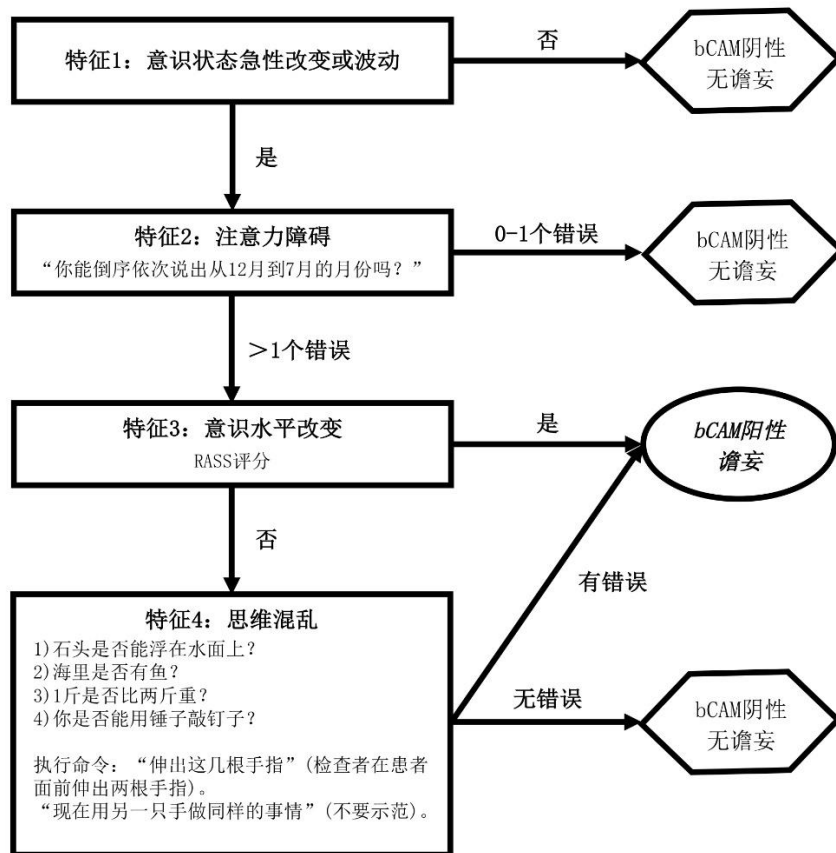 特征1: 意识状态急性改变或波动
否
bCAM阴性
无谵妄
是
特征2: 注意力障碍
“你能倒序依次说出从12月到7月的月份吗？”
0-1个错误
bCAM阴性
无谵妄
＞1个错误
特征3: 意识水平改变
RASS评分
是
bCAM阳性
谵妄
否
有错误
特征4: 思维混乱
1)石头是否能浮在水面上？
2)海里是否有鱼？
3)1斤是否比两斤重？
4)你是否能用锤子敲钉子？
执行命令: “伸出这几根手指”(检查者在患者
面前伸出两根手指)。
“现在用另一只手做同样的事情”(不要示范)。
无错误
bCAM阴性
无谵妄